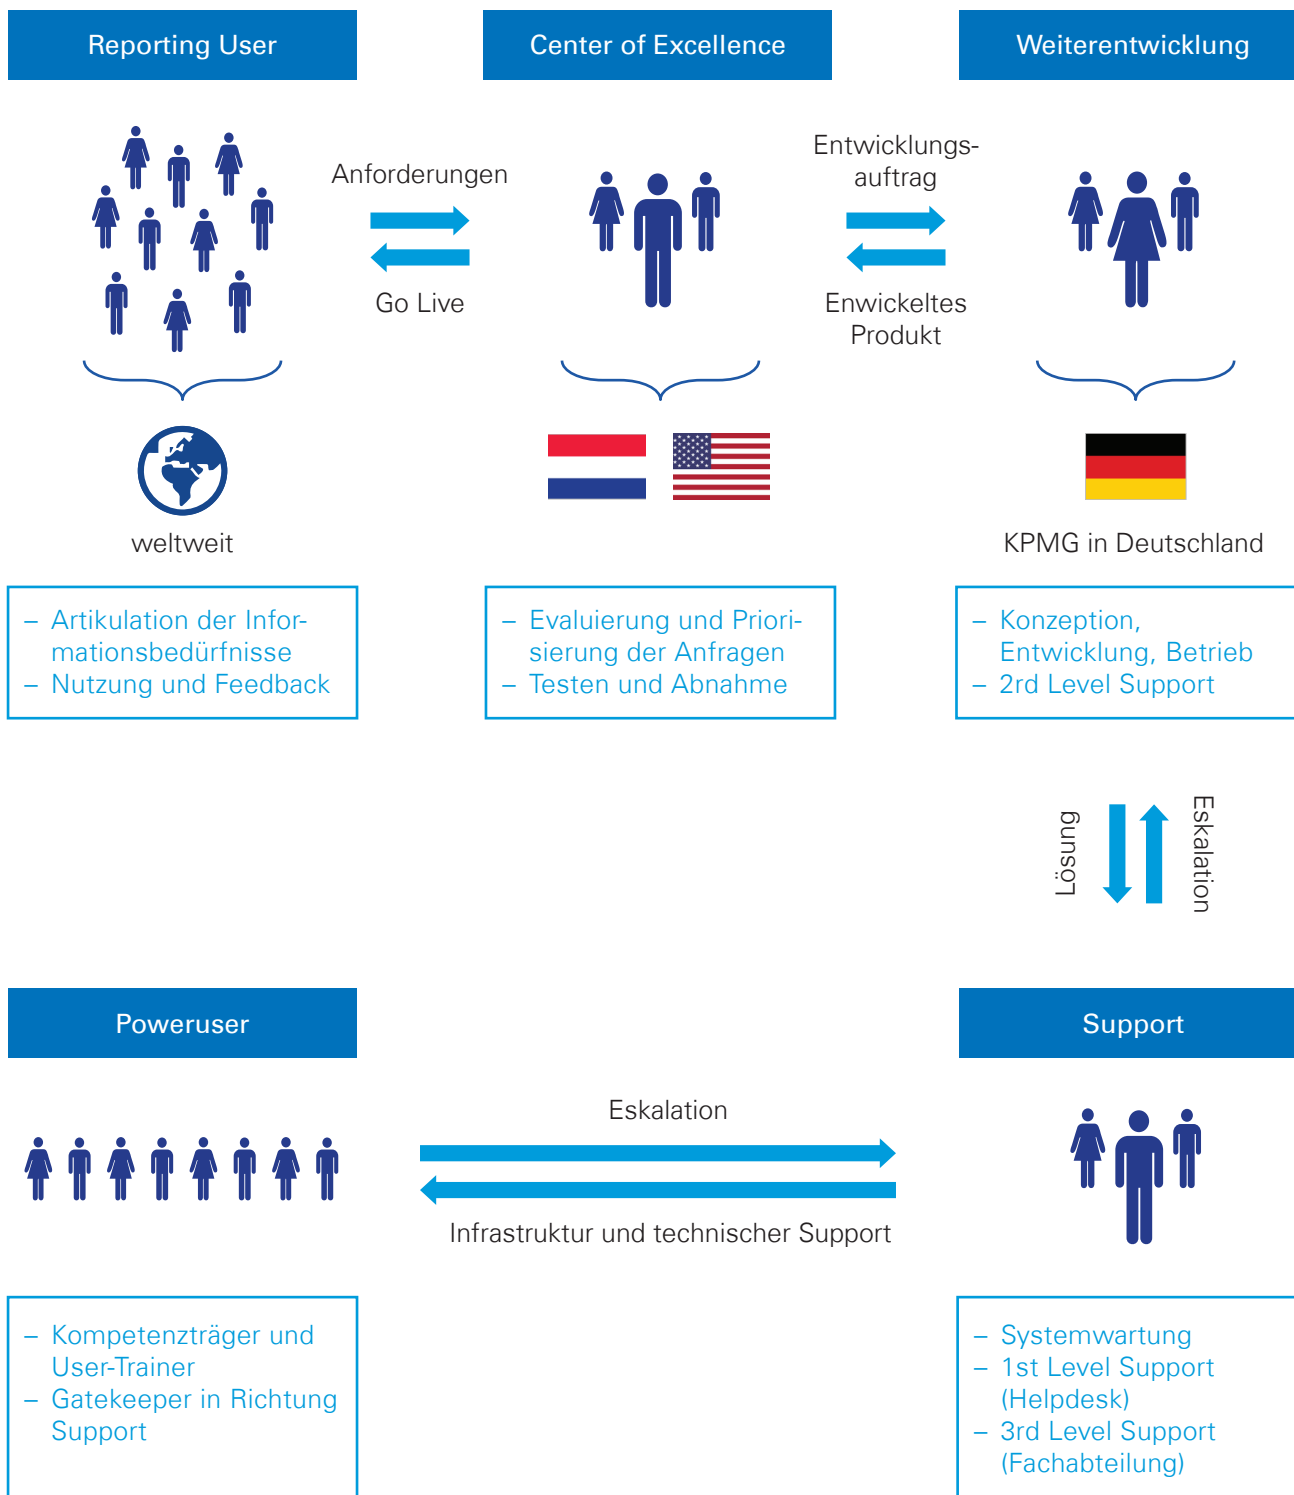 Reporting User
Center of Excellence
Weiterentwicklung
Anforderungen
Go Live
Entwicklungs-
auftrag
Enwickeltes
Produkt
weltweit
KPMG in Deutschland
– Artikulation der Infor-
mationsbedürfnisse
– Nutzung und Feedback
– Evaluierung und Priori-
sierung der Anfragen
– Testen und Abnahme
– Konzeption,
Entwicklung, Betrieb
– 2rd Level Support
Lösung
Eskalation
Poweruser
Support
Eskalation
Infrastruktur und technischer Support
– Kompetenzträger und
User-Trainer
– Gatekeeper in Richtung
Support
– Systemwartung
– 1st Level Support
(Helpdesk)
– 3rd Level Support
(Fachabteilung)